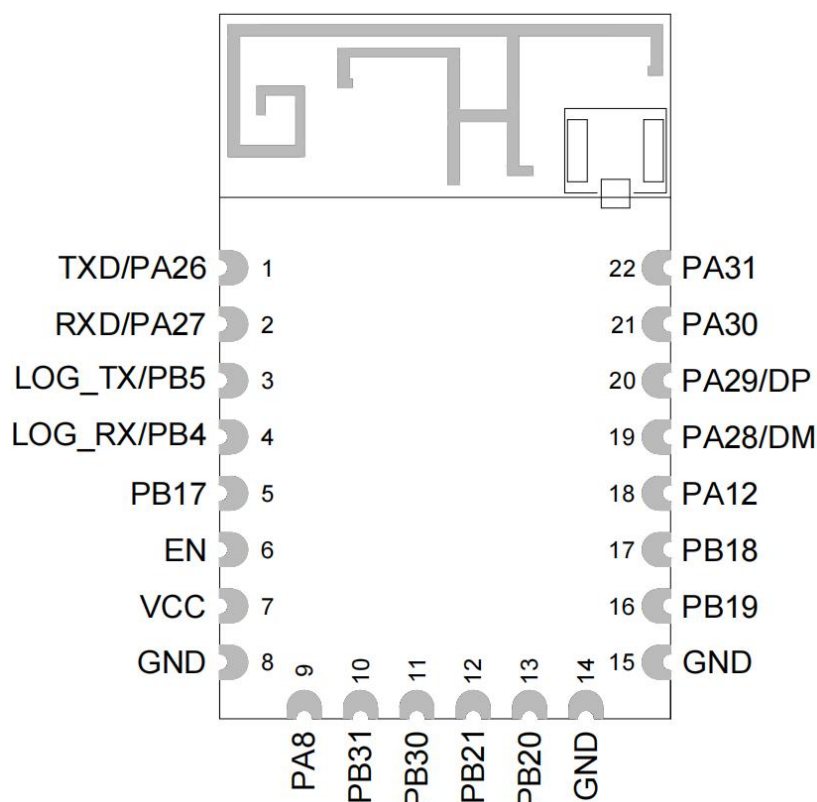 TXD/PA26 1
RXD/PA27 2
LOG_TX/PB5 3
LOG_RX/PB4 4
PB17 5
EN 6
VCC 7
GND 8
22 PA31
21 PA30
20 PA29/DP
19 PA28/DM
18 PA12
17 PB18
16 PB19
15 GND
9 PA8
10 PB31
11 PB30
12 PB21
13 PB20
14 GND